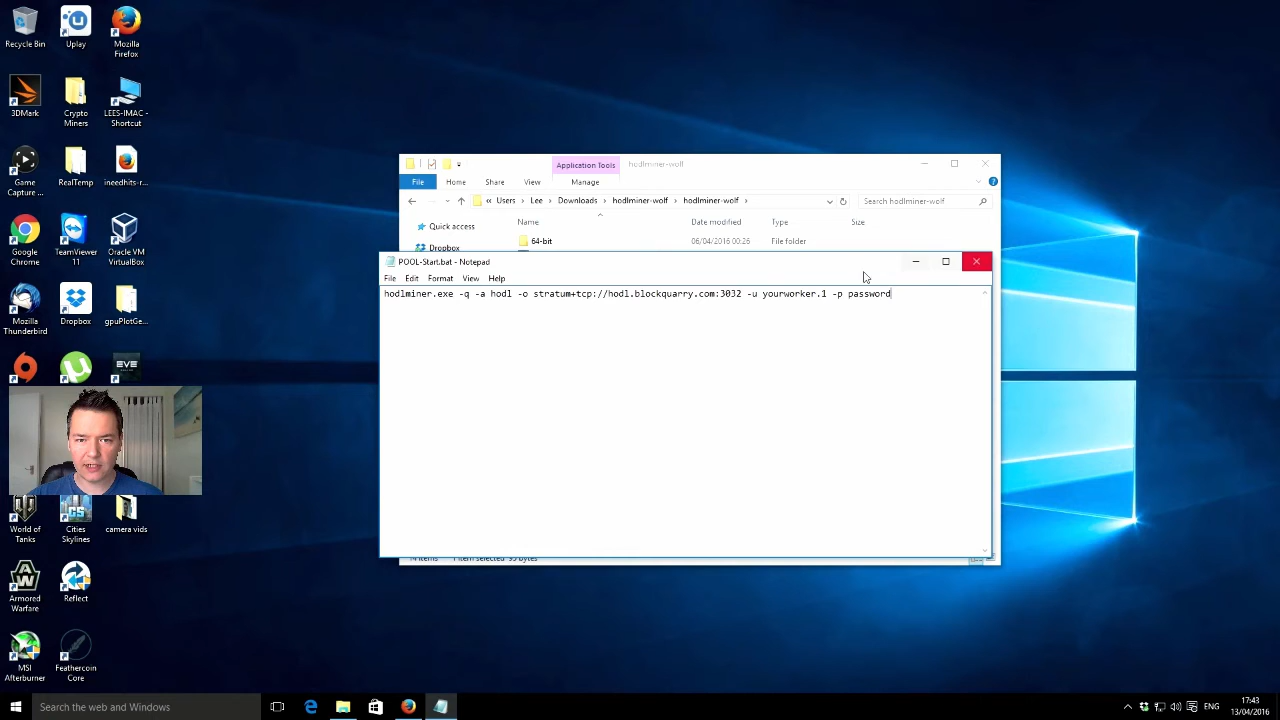 Recycle Bin
Uplay
Mozilla
Firefox
3DMark
Crypto
Miners
LEES-IMAC -
Shortcut
Game
Capture ...
RealTemp
ineedhits-r...
Google
Chrome
TeamViewer
11
Oracle VM
VirtualBox
Mozilla
Thunderbird
Dropbox
gpuPlotGe...
EVE
World of
Tanks
Cities
Skylines
camera vids
Armored
Warfare
Reflect
MSI
Afterburner
Feathercoin
Core
Application Tools
hodlminer-wolf
File
Home
Share
View
Manage
Users
Lee
Downloads
hodlminer-wolf
hodlminer-wolf
Search hodlminer-wolf
Quick access
Dropbox
Name
Date modified
Type
Size
64-bit
06/04/2016 00:26
File folder
POOL-Start.bat - Notepad
File Edit Format View Help
hodlminer.exe -q -a hodl -o stratum+tcp://hodl.blockquarry.com:3032 -u yourworker.1 -p password
Search the web and Windows
ENG
17:43
13/04/2016